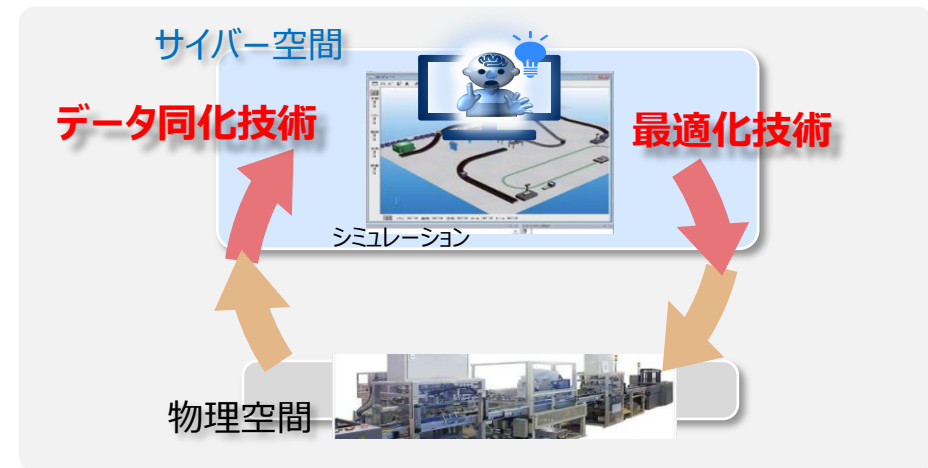 サイバー空間
データ同化技術
最適化技術
シミュレーション
物理空間